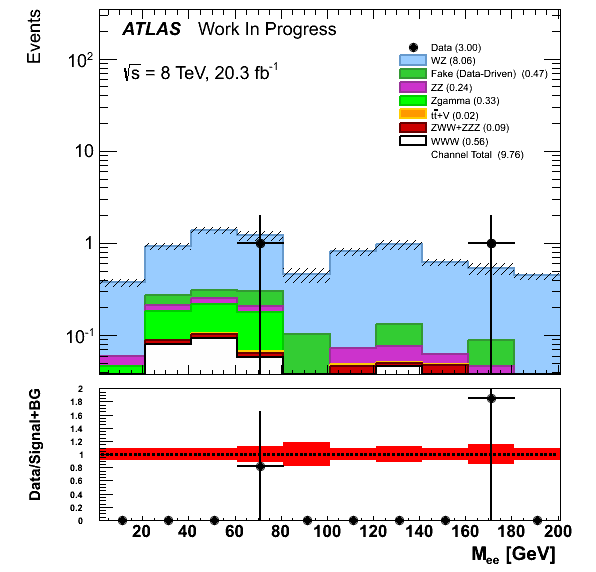 Events
ATLAS Work In Progress
√s = 8 TeV, 20.3 fb⁻¹
Data (3.00)
WZ (8.06)
Fake (Data-Driven) (0.47)
ZZ (0.24)
Zgamma (0.33)
tt̄+V (0.02)
ZWW+ZZZ (0.09)
WWW (0.56)
Channel Total (9.76)
10²
10
1
10⁻¹
Data/Signal+BG
2
1.8
1.6
1.4
1.2
1
0.8
0.6
0.4
0.2
0
20 40 60 80 100 120 140 160 180 200
Mee [GeV]